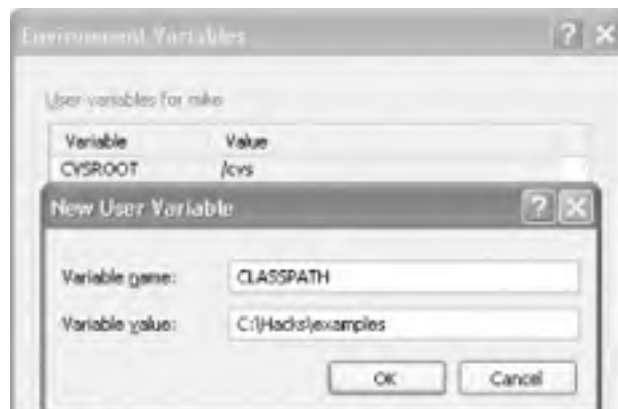 Environment Variables
User variables for mike
Variable Value
CVSROOT /cvs
New User Variable
Variable name: CLASSPATH
Variable value: C:\Hacks\examples
OK Cancel